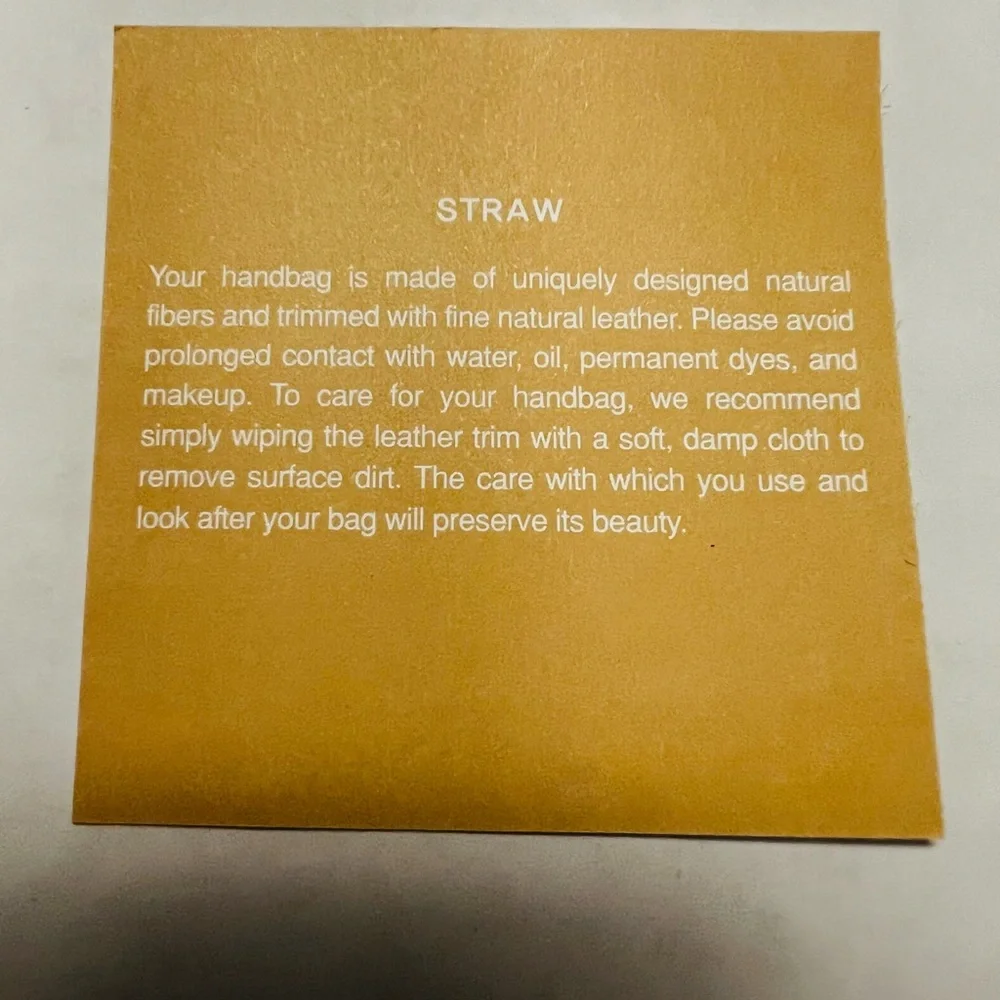 STRAW
Your handbag is made of uniquely designed natural
fibers and trimmed with fine natural leather. Please avoid
prolonged contact with water, oil, permanent dyes, and
makeup. To care for your handbag, we recommend
simply wiping the leather trim with a soft, damp cloth to
remove surface dirt. The care with which you use and
look after your bag will preserve its beauty.